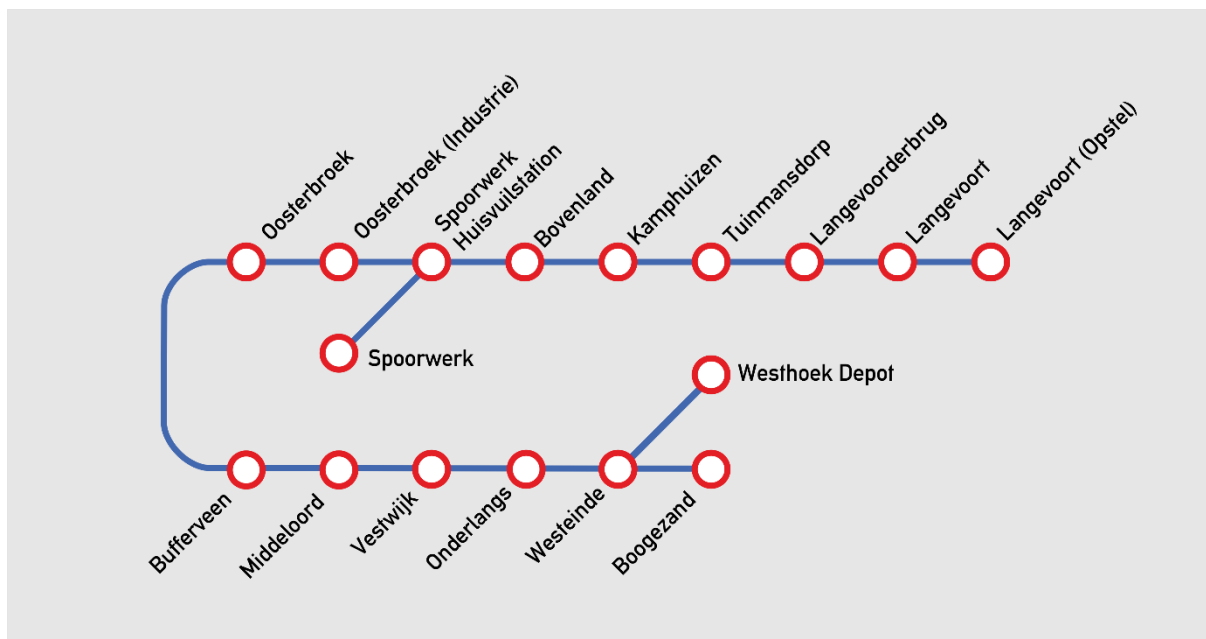 Oosterbroek
Oosterbroek (Industrie)
Spoorwerk
Huisvuilstation
Bovenland
Kamphuizen
Tuinmansdorp
Langevoorderbrug
Langevoort
Langevoort (Opstel)
Spoorwerk
Westhoek Depot
Bufferveen
Middeloord
Vestwijk
Onderlangs
Westeinde
Boogezand